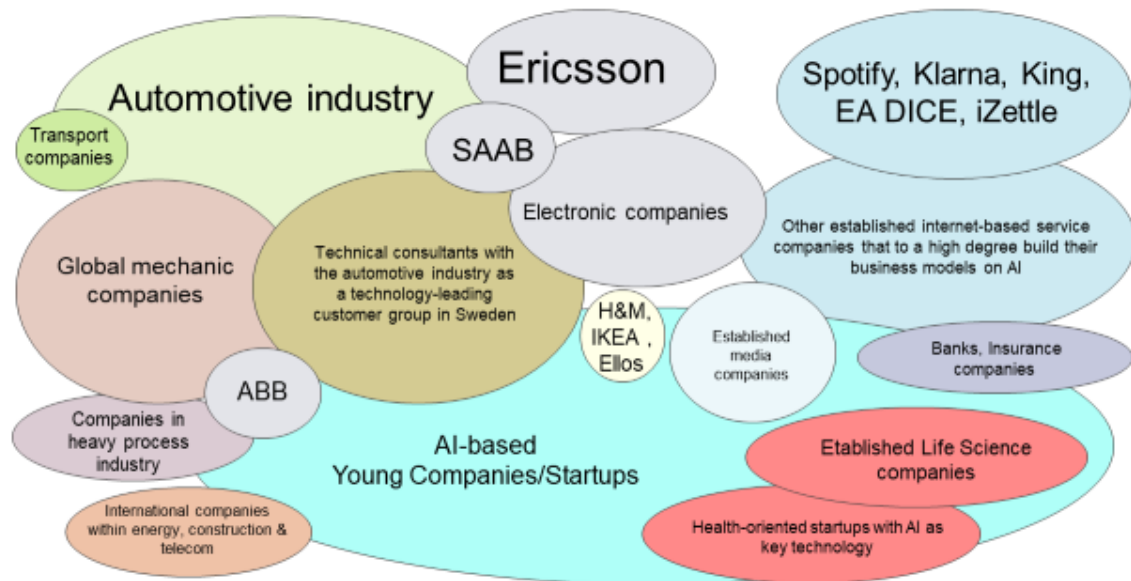 Ericsson
Spotify, Klarna, King,
EA DICE, iZettle
Automotive industry
Transport
companies
SAAB
Electronic companies
Other established internet-based service
companies that to a high degree build their
business models on AI
Global mechanic
companies
Technical consultants with
the automotive industry as
a technology-leading
customer group in Sweden
H&M,
IKEA ,
Ellos
Established
media
companies
Banks, Insurance
companies
ABB
Companies in
heavy process
industry
AI-based
Young Companies/Startups
Etablished Life Science
companies
International companies
within energy, construction &
telecom
Health-oriented startups with AI as
key technology